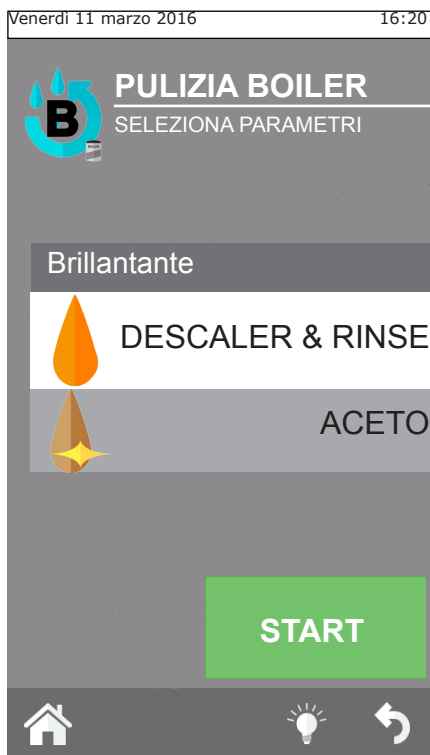 Venerdì 11 marzo 2016 16:20
PULIZIA BOILER
B
SELEZIONA PARAMETRI
Brillantante
DESCALER & RINSE
ACETO
START